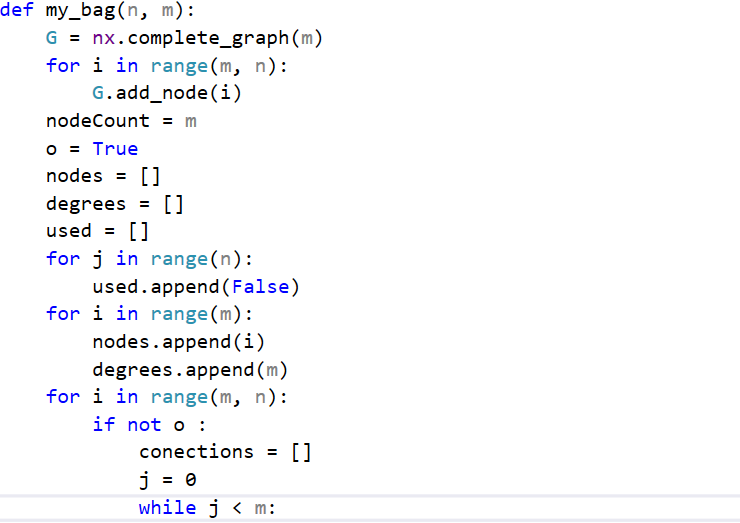 def my_bag(n, m):
    G = nx.complete_graph(m)
    for i in range(m, n):
        G.add_node(i)
    nodeCount = m
    o = True
    nodes = []
    degrees = []
    used = []
    for j in range(n):
        used.append(False)
    for i in range(m):
        nodes.append(i)
        degrees.append(m)
    for i in range(m, n):
        if not o :
            conections = []
            j = 0
            while j < m: